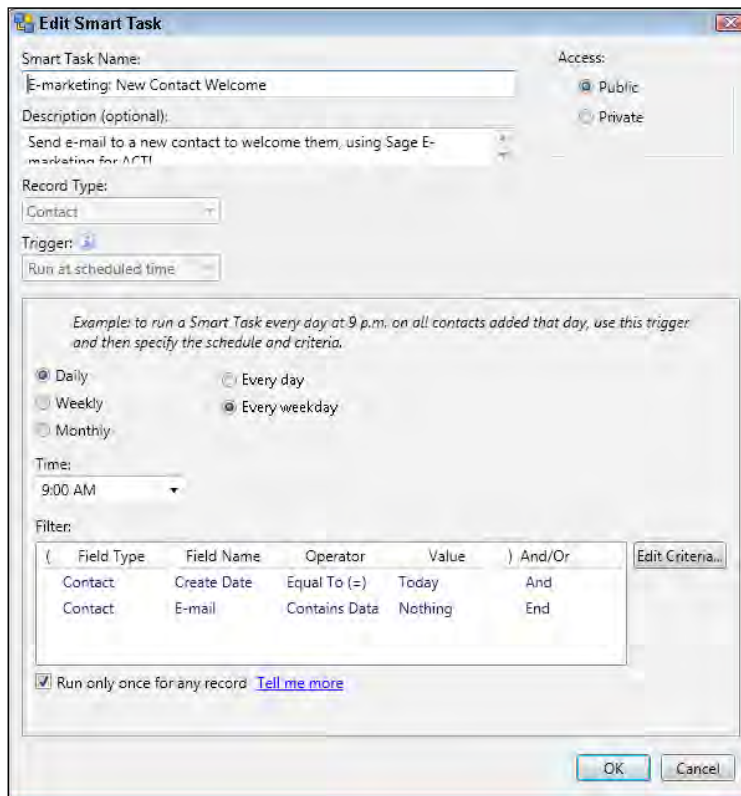 Edit Smart Task
Smart Task Name:
E-marketing: New Contact Welcome
Access:
Public
Private
Description (optional):
Send e-mail to a new contact to welcome them, using Sage E-
marketing for ACT!
Record Type:
Contact
Trigger:
Run at scheduled time
Example: to run a Smart Task every day at 9 p.m. on all contacts added that day, use this trigger
and then specify the schedule and criteria.
Daily
Every day
Weekly
Every weekday
Monthly
Time:
9:00 AM
Filter:
( Field Type Field Name Operator Value ) And/Or
Edit Criteria...
Contact Create Date Equal To (=) Today And
Contact E-mail Contains Data Nothing End
Run only once for any record Tell me more
OK Cancel